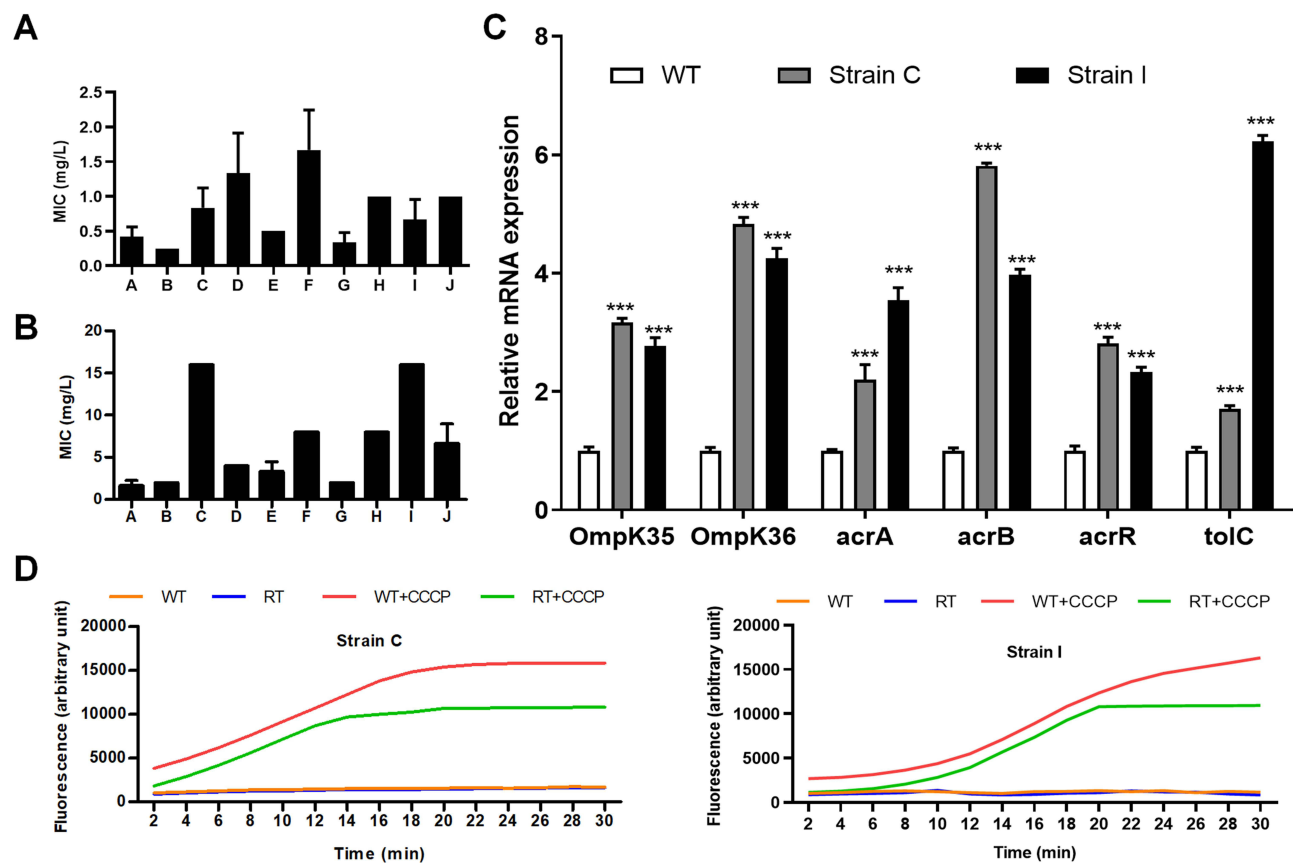 A
MIC (mg/L)
2.5
2.0
1.5
1.0
0.5
0.0
A B C D E F G H I J
B
MIC (mg/L)
20
15
10
5
0
A B C D E F G H I J
C
Relative mRNA expression
8
6
4
2
0
WT Strain C Strain I
*** *** *** *** *** *** *** *** *** *** *** ***
OmpK35 OmpK36 acrA acrB acrR tolC
D
WT RT WT+CCCP RT+CCCP
Strain C
Fluorescence (arbitrary unit)
20000
15000
10000
5000
0
2 4 6 8 10 12 14 16 18 20 22 24 26 28 30
Time (min)
WT RT WT+CCCP RT+CCCP
Strain I
Fluorescence (arbitrary unit)
20000
15000
10000
5000
0
2 4 6 8 10 12 14 16 18 20 22 24 26 28 30
Time (min)